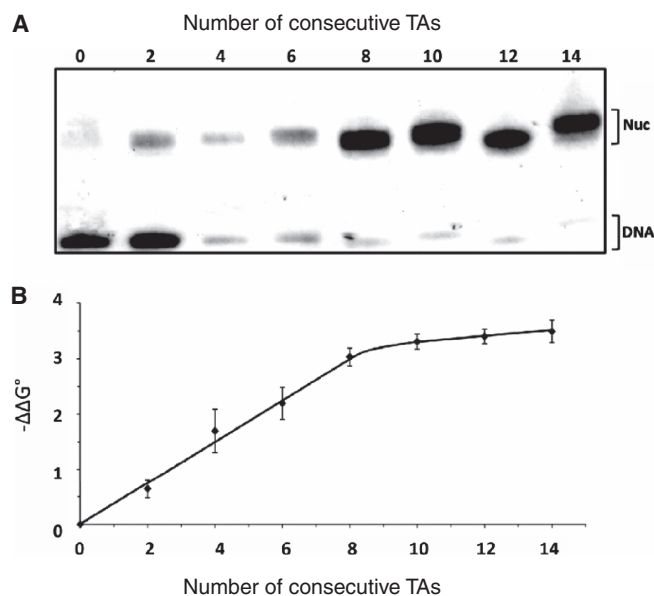 A
Number of consecutive TAs
0 2 4 6 8 10 12 14
Nuc
DNA
B
4
3
2
1
0
-ΔΔG°
0 2 4 6 8 10 12 14
Number of consecutive TAs